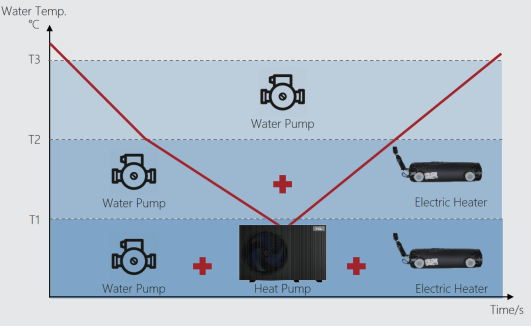 Water Temp.
°C
T3
Water Pump
T2
Water Pump
Electric Heater
T1
Water Pump
Heat Pump
Electric Heater
Time/s